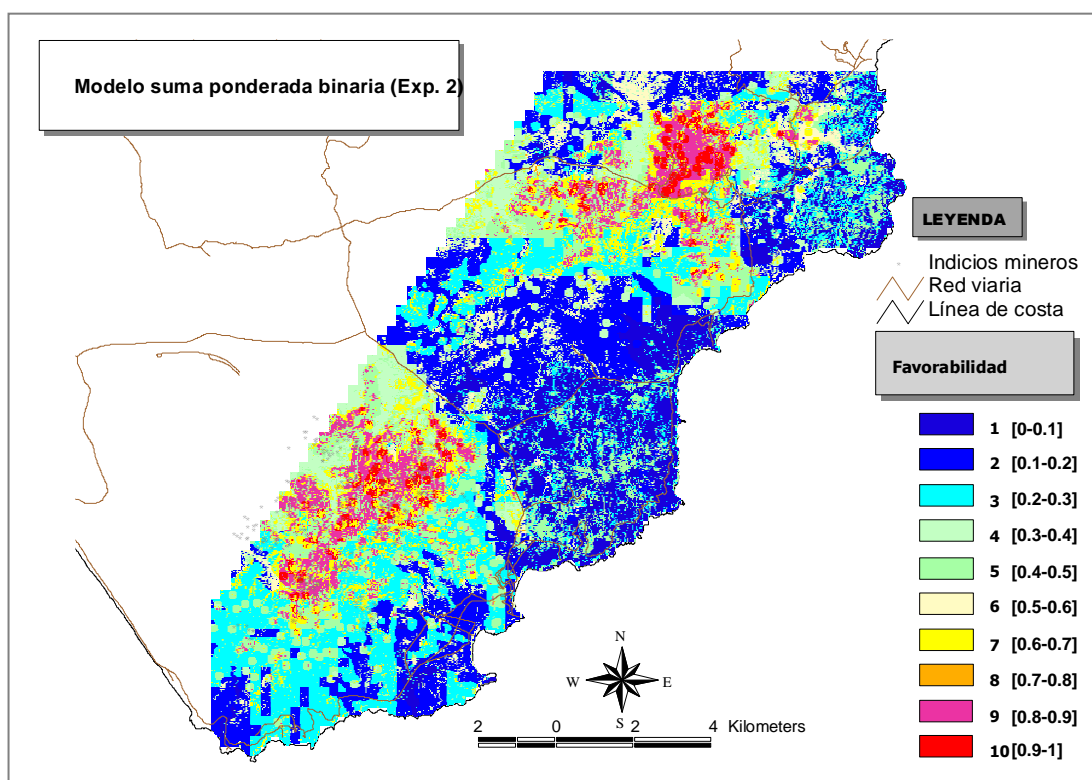 Modelo suma ponderada binaria (Exp. 2)
LEYENDA
Indicios mineros
Red viaria
Línea de costa
Favorabilidad
1 [0-0.1]
2 [0.1-0.2]
3 [0.2-0.3]
4 [0.3-0.4]
5 [0.4-0.5]
6 [0.5-0.6]
7 [0.6-0.7]
8 [0.7-0.8]
9 [0.8-0.9]
10 [0.9-1]
N
W E
S
2 0 2 4 Kilometers